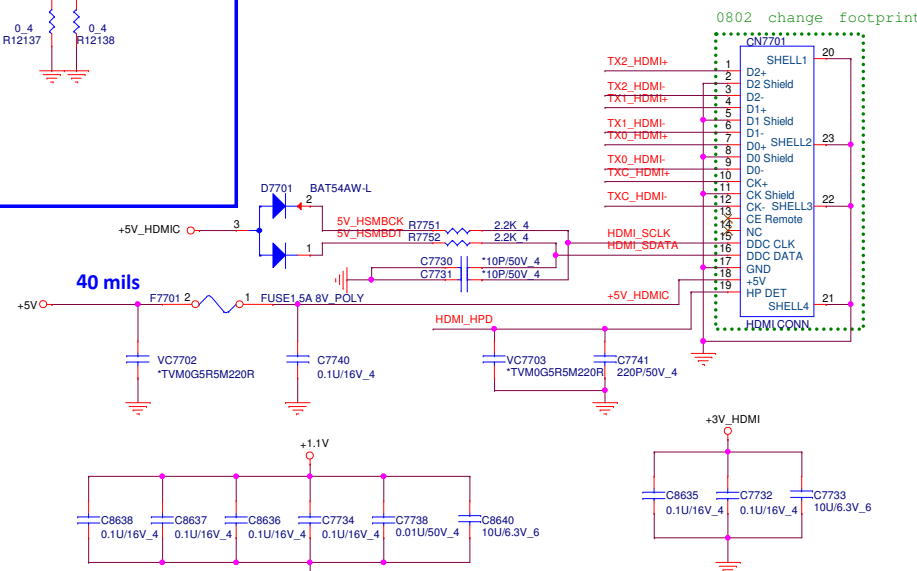 0802 change footprint
0_4
R12137
0_4
R12138
CN7701
SHELL1
20
TX2_HDMI+
1
D2+
2
D2 Shield
TX2_HDMI-
3
D2-
TX1_HDMI+
4
D1+
5
D1 Shield
TX1_HDMI-
6
D1-
TX0_HDMI+
7
D0+
SHELL2
23
8
D0 Shield
TX0_HDMI-
9
D0-
TXC_HDMI+
10
CK+
11
CK Shield
TXC_HDMI-
12
CK-
SHELL3
22
13
CE Remote
14
NC
HDMI_SCLK
15
DDC CLK
HDMI_SDATA
16
DDC DATA
17
GND
+5V_HDMIC
18
+5V
19
HP DET
SHELL4
21
HDMI CONN
D7701
BAT54AW-L
2
+5V_HDMIC
3
1
5V_HSMBCK
R7751
2.2K_4
5V_HSMBDT
R7752
2.2K_4
C7730
*10P/50V_4
C7731
*10P/50V_4
40 mils
+5V
F7701
2
1
FUSE1.5A 8V_POLY
HDMI_HPD
VC7702
*TVM0G5R5M220R
C7740
0.1U/16V_4
VC7703
*TVM0G5R5M220R
C7741
220P/50V_4
+1.1V
C8638
0.1U/16V_4
C8637
0.1U/16V_4
C8636
0.1U/16V_4
C7734
0.1U/16V_4
C7738
0.01U/50V_4
C8640
10U/6.3V_6
+3V_HDMI
C8635
0.1U/16V_4
C7732
0.1U/16V_4
C7733
10U/6.3V_6